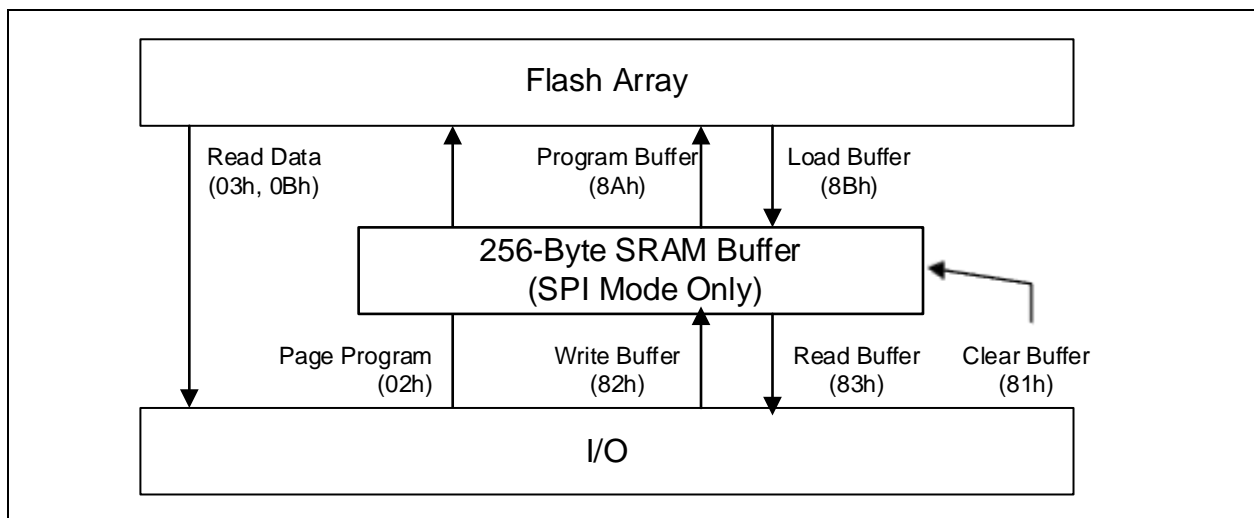 Flash Array
Read Data
(03h, 0Bh)
Program Buffer
(8Ah)
Load Buffer
(8Bh)
256-Byte SRAM Buffer
(SPI Mode Only)
Page Program
(02h)
Write Buffer
(82h)
Read Buffer
(83h)
Clear Buffer
(81h)
I/O